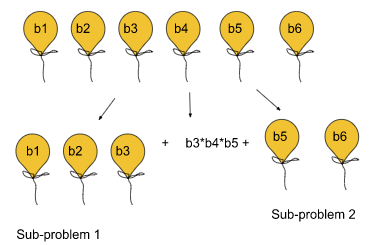 b1 b2 b3 b4 b5 b6
b1 b2 b3 + b3*b4*b5 + b5 b6
Sub-problem 2
Sub-problem 1